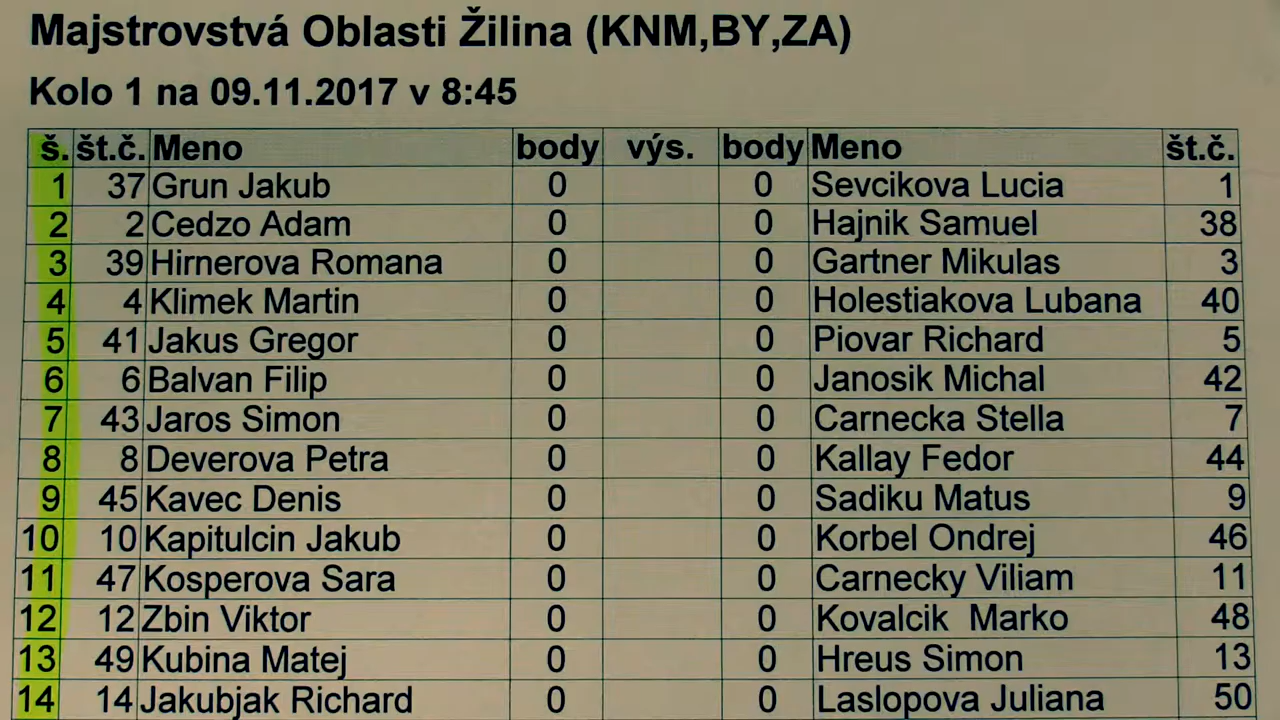 Majstrovstvá Oblasti Žilina (KNM,BY,ZA)
Kolo 1 na 09.11.2017 v 8:45
š. št.č. Meno body výs. body Meno št.č.
1 37 Grun Jakub 0 0 Sevcikova Lucia 1
2 2 Cedzo Adam 0 0 Hajnik Samuel 38
3 39 Hirnerova Romana 0 0 Gartner Mikulas 3
4 4 Klimek Martin 0 0 Holestiakova Lubana 40
5 41 Jakus Gregor 0 0 Piovar Richard 5
6 6 Balvan Filip 0 0 Janosik Michal 42
7 43 Jaros Simon 0 0 Carnecka Stella 7
8 8 Deverova Petra 0 0 Kallay Fedor 44
9 45 Kavec Denis 0 0 Sadiku Matus 9
10 10 Kapitulcin Jakub 0 0 Korbel Ondrej 46
11 47 Kosperova Sara 0 0 Carnecky Viliam 11
12 12 Zbin Viktor 0 0 Kovalcik Marko 48
13 49 Kubina Matej 0 0 Hreus Simon 13
14 14 Jakubjak Richard 0 0 Laslopova Juliana 50